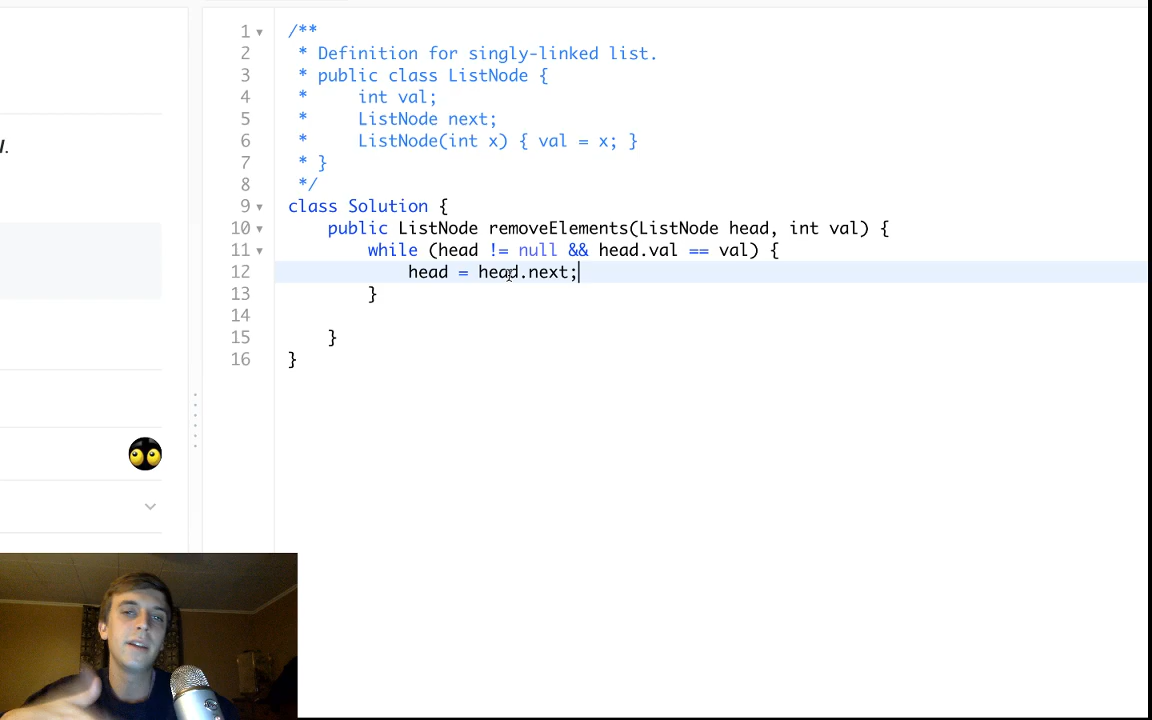 1 /**
2 * Definition for singly-linked list.
3 * public class ListNode {
4 * int val;
5 * ListNode next;
6 * ListNode(int x) { val = x; }
7 * }
8 */
9 class Solution {
10 public ListNode removeElements(ListNode head, int val) {
11 while (head != null && head.val == val) {
12 head = head.next;
13 }
14
15 }
16 }